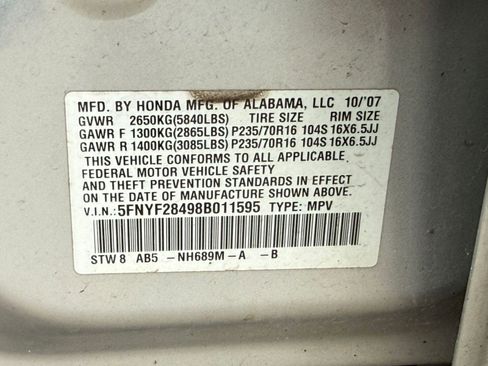 MFD. BY HONDA MFG. OF ALABAMA, LLC 10/'07
GVWR 2650KG(5840LBS) TIRE SIZE RIM SIZE
GAWR F 1300KG(2865LBS) P235/70R16 104S 16X6.5JJ
GAWR R 1400KG(3085LBS) P235/70R16 104S 16X6.5JJ
THIS VEHICLE CONFORMS TO ALL APPLICABLE
FEDERAL MOTOR VEHICLE SAFETY
AND THEFT PREVENTION STANDARDS IN EFFECT
ON THE DATE OF MANUFACTURE SHOWN ABOVE.
V.I.N.: 5FNYF28498B011595 TYPE: MPV
STW 8 AB5 -NH689M-A -B